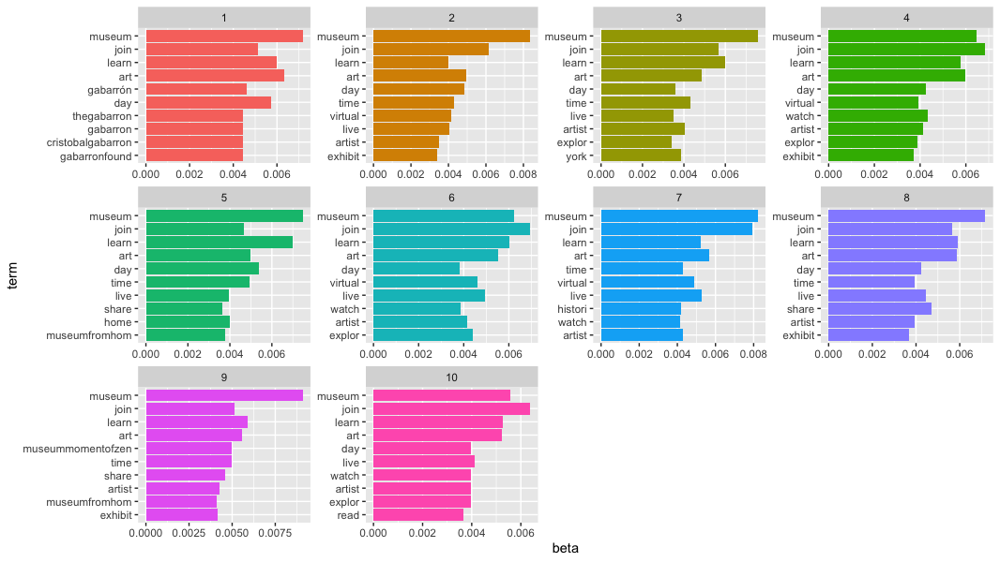 1
museum
join
learn
art
gabarrón
day
thegabarron
gabarron
cristobalgabarron
gabarronfound
0.000 0.002 0.004 0.006
2
museum
join
learn
art
day
time
virtual
live
artist
exhibit
0.000 0.002 0.004 0.006 0.008
3
museum
join
learn
art
day
time
live
artist
explor
york
0.000 0.002 0.004 0.006
4
museum
join
learn
art
day
virtual
watch
artist
explor
exhibit
0.000 0.002 0.004 0.006
5
museum
join
learn
art
day
time
live
share
home
museumfromhom
0.000 0.002 0.004 0.006
6
museum
join
learn
art
day
virtual
live
watch
artist
explor
0.000 0.002 0.004 0.006
7
museum
join
learn
art
time
virtual
live
histori
watch
artist
0.000 0.002 0.004 0.006 0.008
8
museum
join
learn
art
day
time
live
share
artist
exhibit
0.000 0.002 0.004 0.006
9
museum
join
learn
art
museummomentofzen
time
share
artist
museumfromhom
exhibit
0.0000 0.0025 0.0050 0.0075
10
museum
join
learn
art
day
live
watch
artist
explor
read
0.000 0.002 0.004 0.006
term
beta